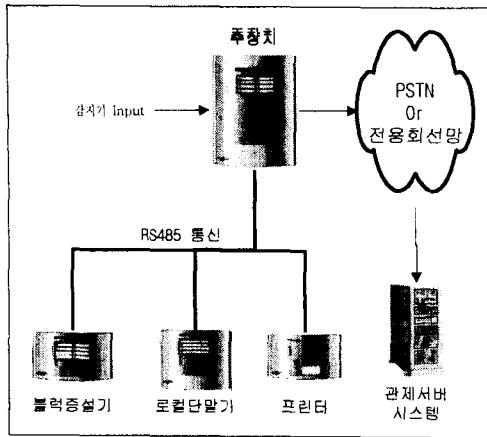 주장치
감지기 Input
PSTN
Or
전용회선망
RS485 통신
블럭증설기
로컬단말기
프린터
관제서버
시스템